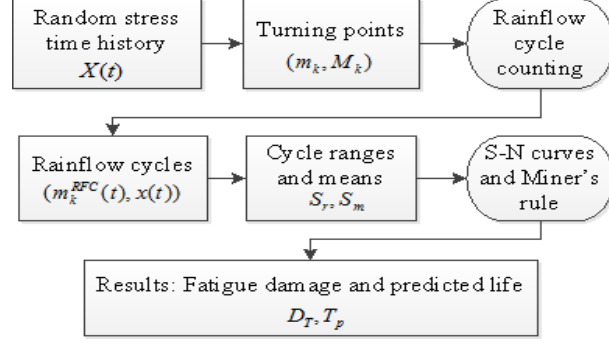 Random stress
time history
X(t)
Turning points
(m_k, M_k)
Rainflow
cycle
counting
Rainflow cycles
(m_k^{RFC}(t), x(t))
Cycle ranges
and means
S_r, S_m
S-N curves
and Miner's
rule
Results: Fatigue damage and predicted life
D_T, T_p